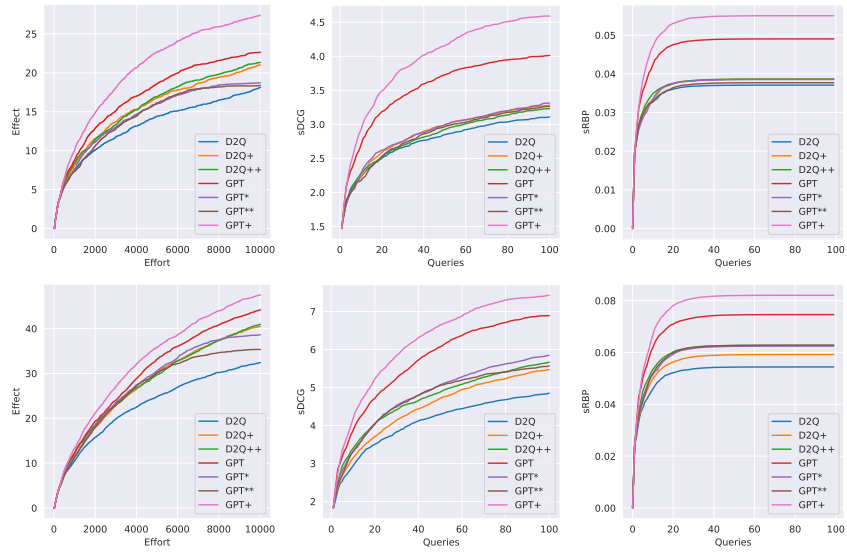 25
20
15
10
5
0
0 2000 4000 6000 8000 10000
Effect
Effort
D2Q
D2Q+
D2Q++
GPT
GPT*
GPT**
GPT+
4.5
4.0
3.5
3.0
2.5
2.0
1.5
0 20 40 60 80 100
sDCG
Queries
D2Q
D2Q+
D2Q++
GPT
GPT*
GPT**
GPT+
0.05
0.04
0.03
0.02
0.01
0.00
0 20 40 60 80 100
sRBP
Queries
D2Q
D2Q+
D2Q++
GPT
GPT*
GPT**
GPT+
40
30
20
10
0
0 2000 4000 6000 8000 10000
Effect
Effort
D2Q
D2Q+
D2Q++
GPT
GPT*
GPT**
GPT+
7
6
5
4
3
2
0 20 40 60 80 100
sDCG
Queries
D2Q
D2Q+
D2Q++
GPT
GPT*
GPT**
GPT+
0.08
0.06
0.04
0.02
0.00
0 20 40 60 80 100
sRBP
Queries
D2Q
D2Q+
D2Q++
GPT
GPT*
GPT**
GPT+